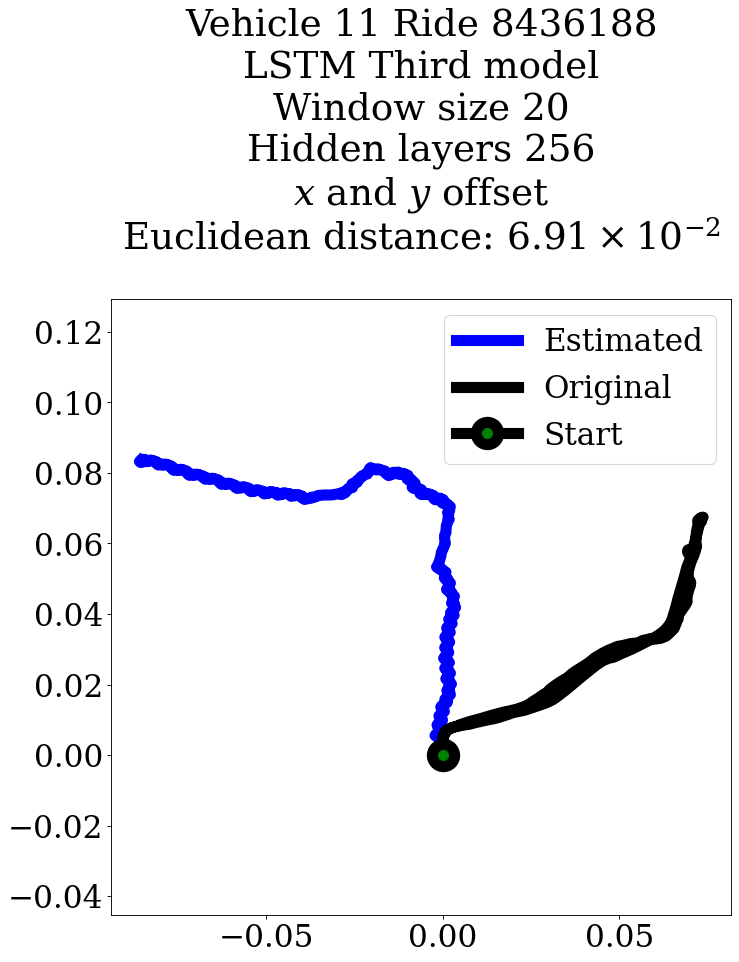 Vehicle 11 Ride 8436188
LSTM Third model
Window size 20
Hidden layers 256
x and y offset
Euclidean distance: 6.91 × 10⁻²
Estimated
Original
Start
0.12
0.10
0.08
0.06
0.04
0.02
0.00
−0.02
−0.04
−0.05
0.00
0.05